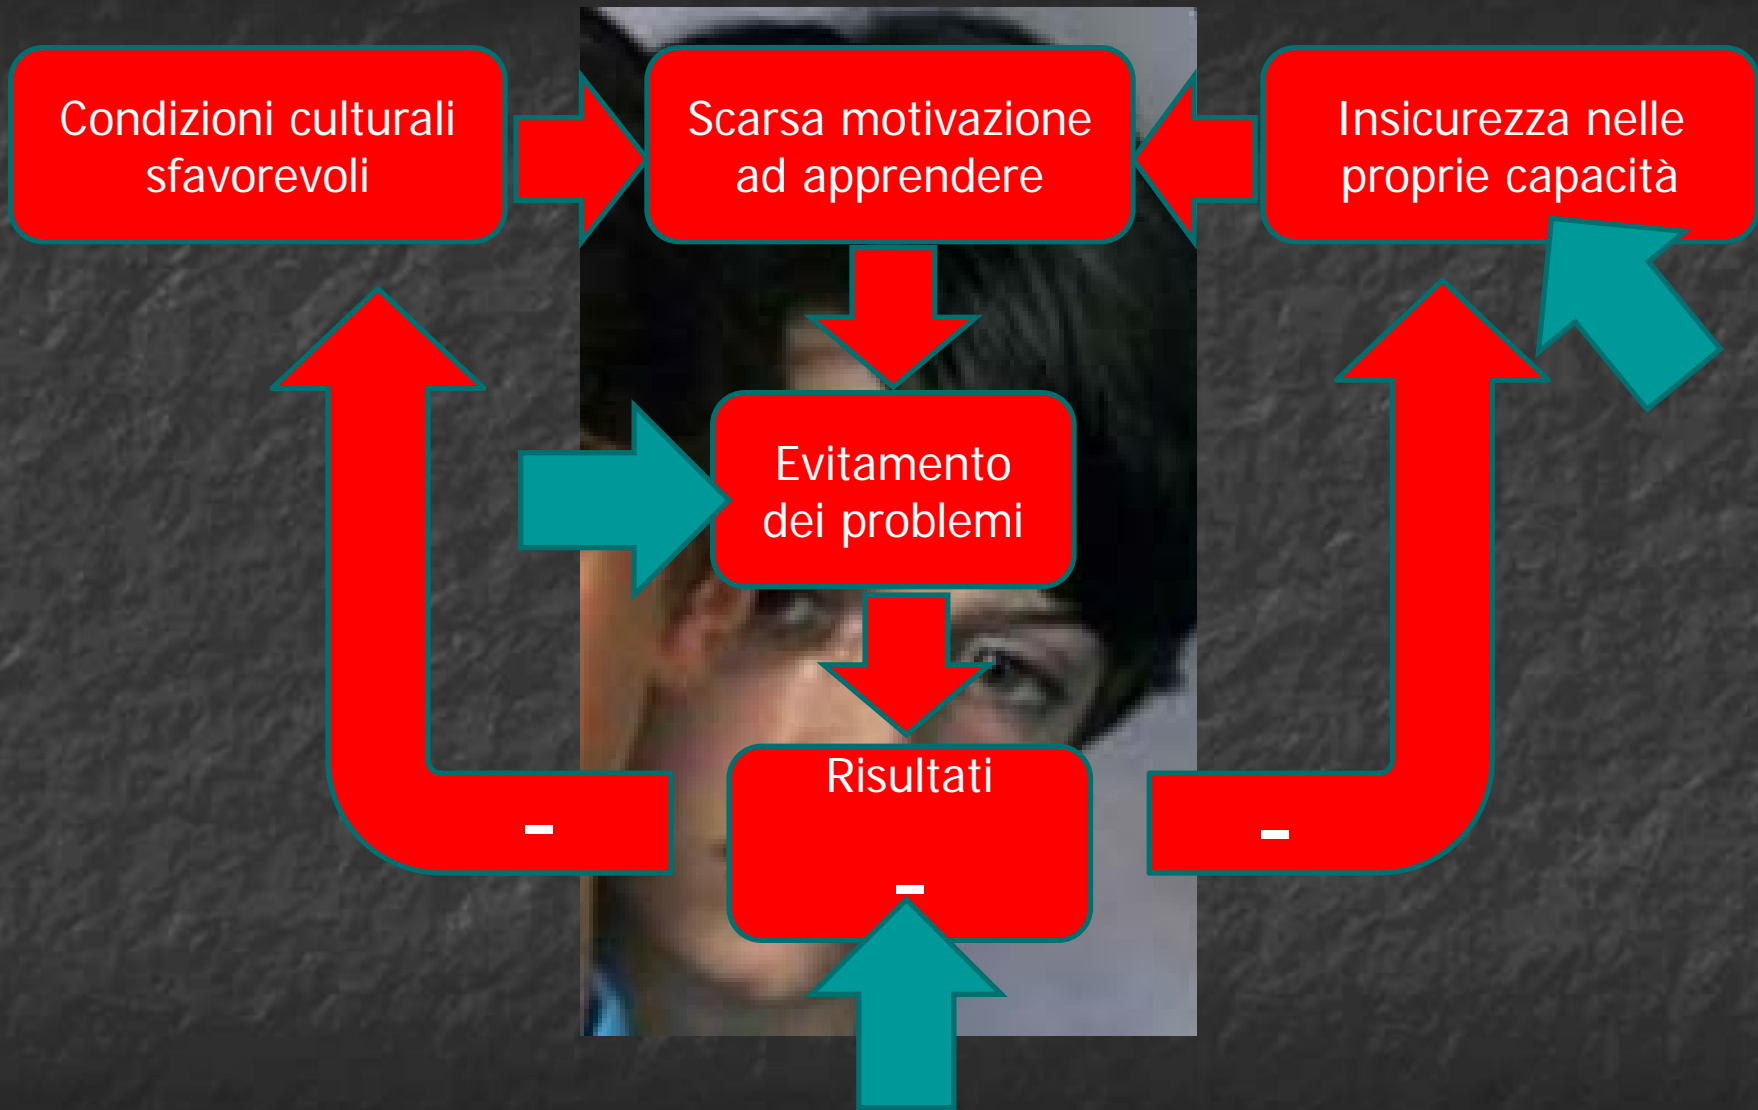 Condizioni culturali
sfavorevoli
Scarsa motivazione
ad apprendere
Insicurezza nelle
proprie capacità
Evitamento
dei problemi
Risultati
-
-
-